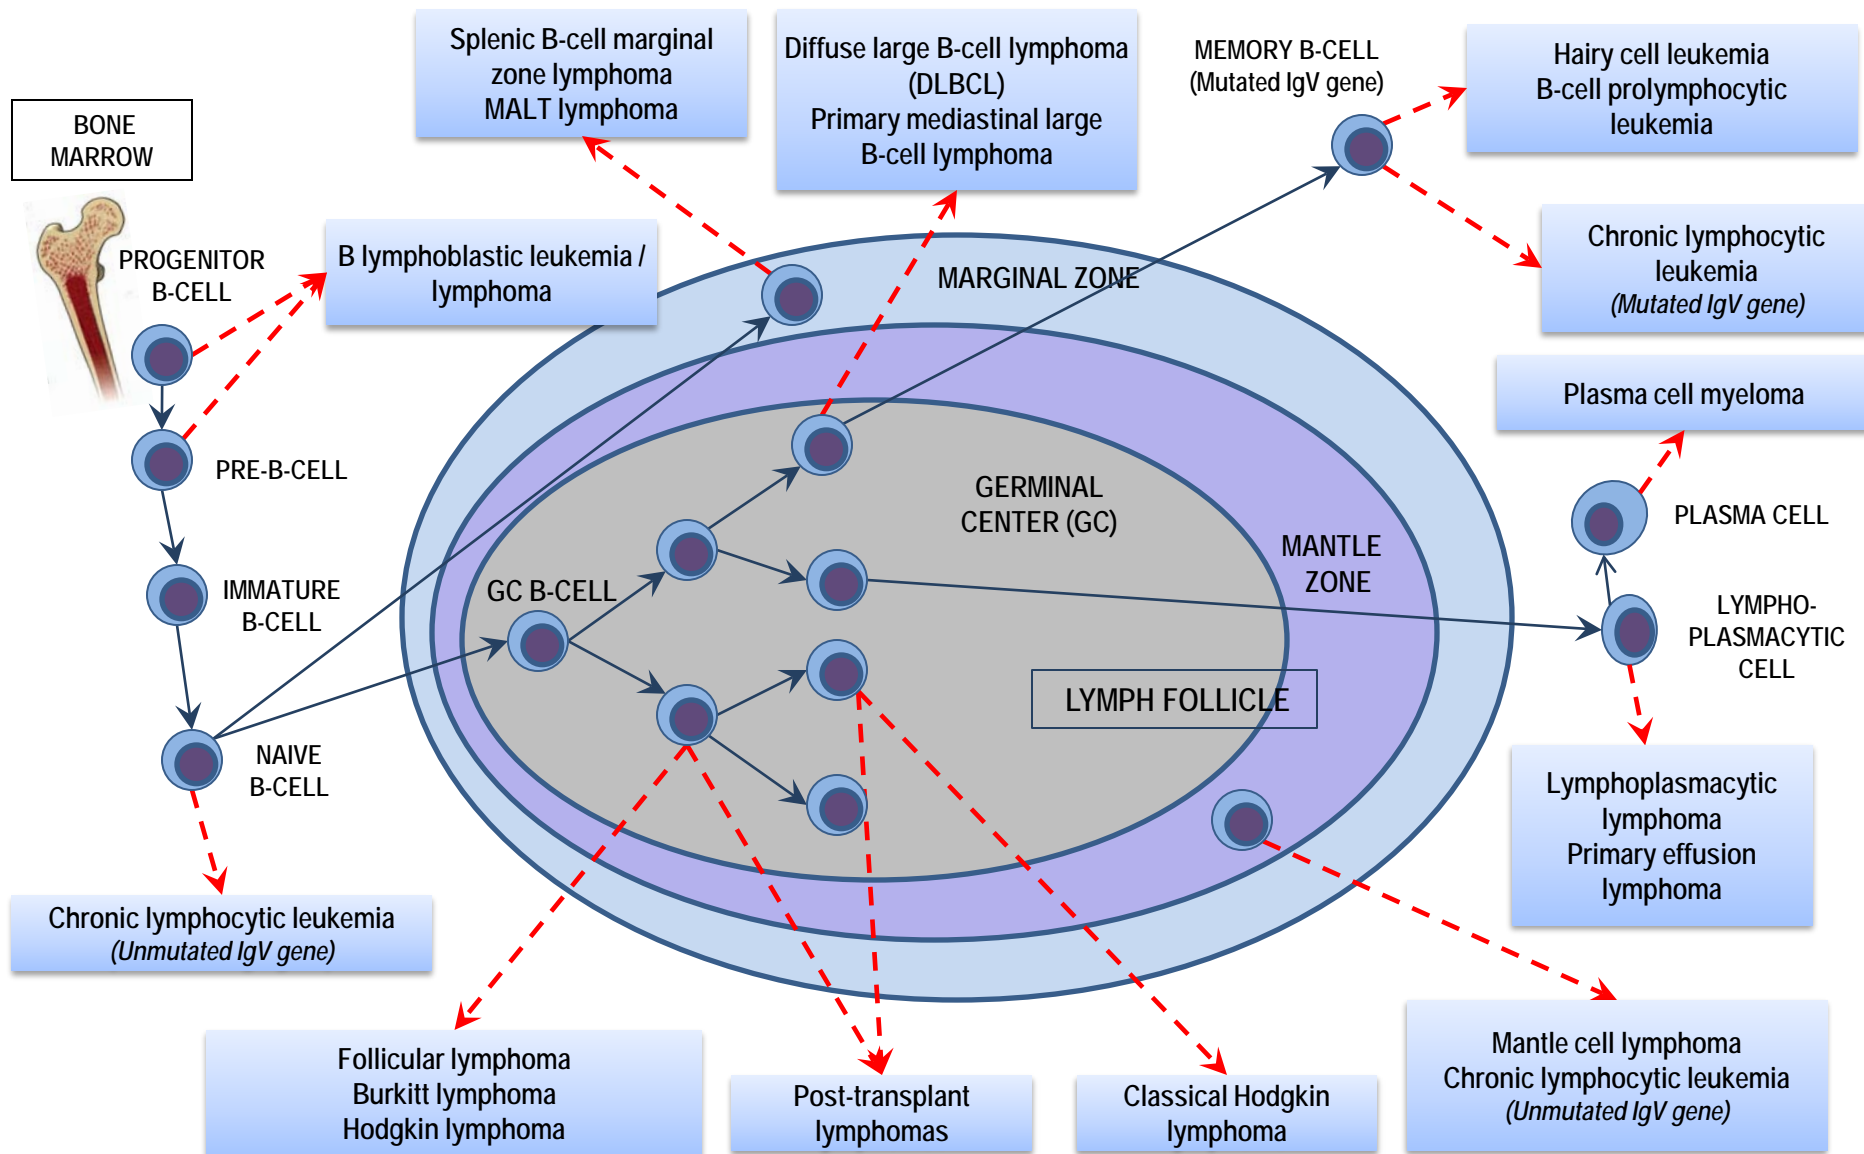 Splenic B-cell marginal
zone lymphoma
MALT lymphoma
Diffuse large B-cell lymphoma
(DLBCL)
Primary mediastinal large
B-cell lymphoma
MEMORY B-CELL
(Mutated IgV gene)
Hairy cell leukemia
B-cell prolymphocytic
leukemia
BONE
MARROW
PROGENITOR
B-CELL
B lymphoblastic leukemia /
lymphoma
MARGINAL ZONE
Chronic lymphocytic
leukemia
(Mutated IgV gene)
Plasma cell myeloma
PRE-B-CELL
GERMINAL
CENTER (GC)
PLASMA CELL
MANTLE
ZONE
IMMATURE
B-CELL
GC B-CELL
LYMPHO-
PLASMACYTIC
CELL
LYMPH FOLLICLE
NAIVE
B-CELL
Lymphoplasmacytic
lymphoma
Primary effusion
lymphoma
Chronic lymphocytic leukemia
(Unmutated IgV gene)
Follicular lymphoma
Burkitt lymphoma
Hodgkin lymphoma
Post-transplant
lymphomas
Classical Hodgkin
lymphoma
Mantle cell lymphoma
Chronic lymphocytic leukemia
(Unmutated IgV gene)